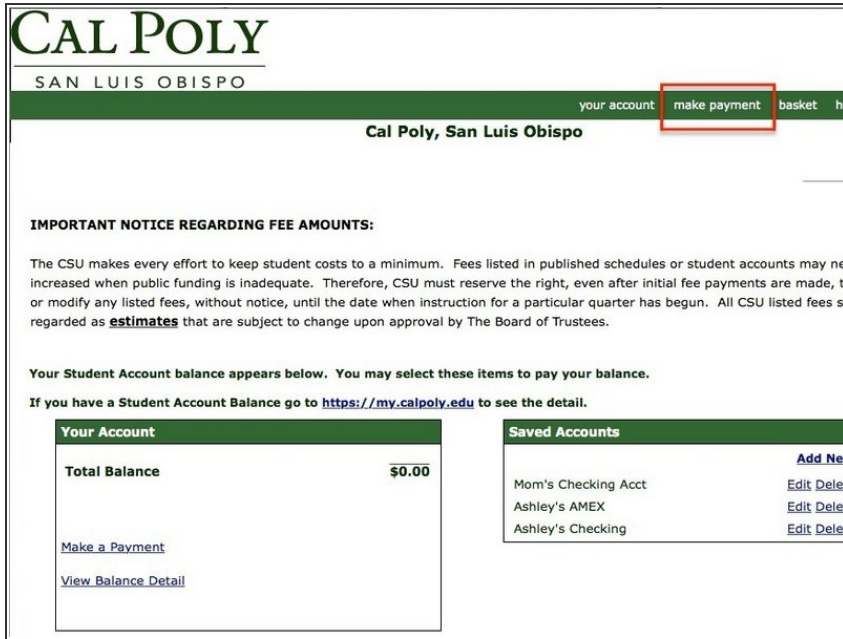 CAL POLY
SAN LUIS OBISPO
your account make payment basket
Cal Poly, San Luis Obispo
IMPORTANT NOTICE REGARDING FEE AMOUNTS:
The CSU makes every effort to keep student costs to a minimum. Fees listed in published schedules or student accounts may
increased when public funding is inadequate. Therefore, CSU must reserve the right, even after initial fee payments are made,
or modify any listed fees, without notice, until the date when instruction for a particular quarter has begun. All CSU listed fees
regarded as estimates that are subject to change upon approval by The Board of Trustees.
Your Student Account balance appears below. You may select these items to pay your balance.
If you have a Student Account Balance go to https://my.calpoly.edu to see the detail.
Your Account
Total Balance $0.00
Make a Payment
View Balance Detail
Saved Accounts
Add
Mom's Checking Acct Edit
Ashley's AMEX Edit
Ashley's Checking Edit